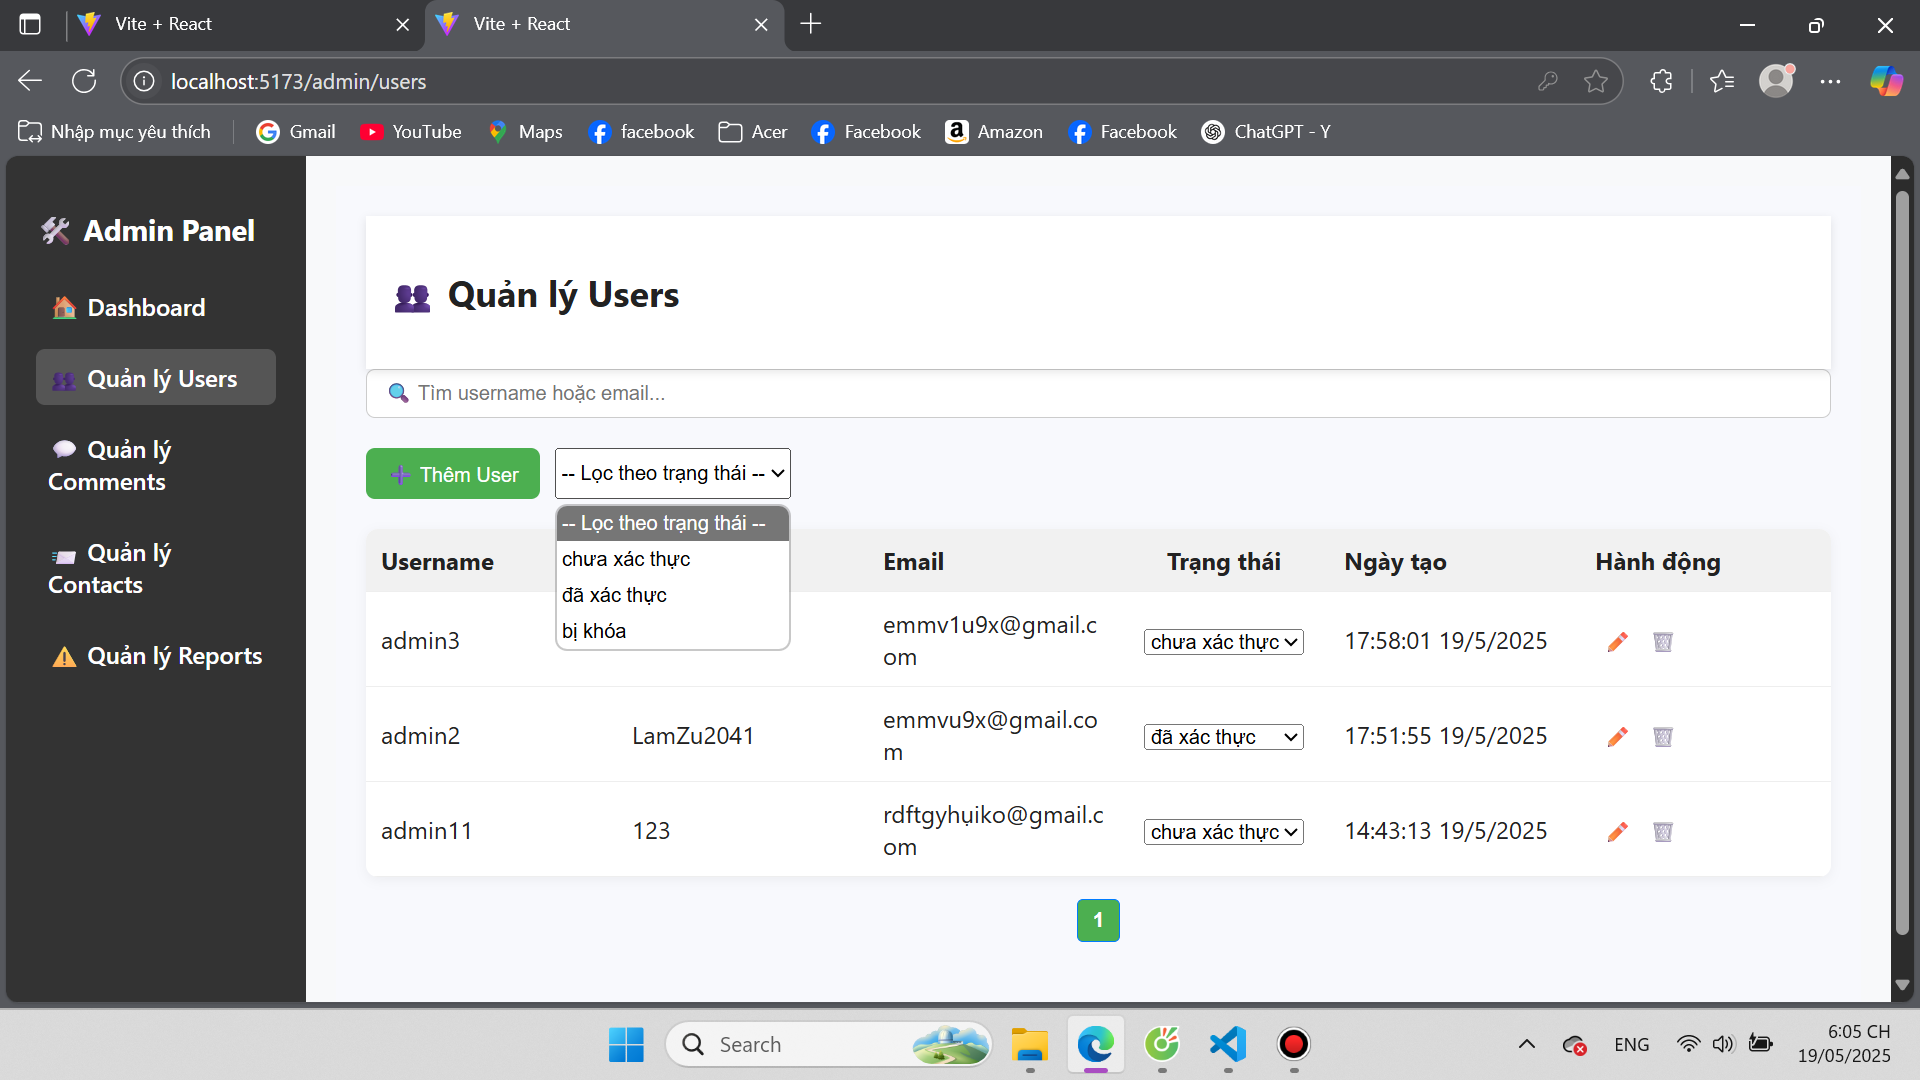 Vite + React
Vite + React
localhost:5173/admin/users
Nhập mục yêu thích
Gmail
YouTube
Maps
facebook
Acer
Facebook
Amazon
Facebook
ChatGPT - Y
Admin Panel
Dashboard
Quản lý Users
Quản lý
Comments
Quản lý
Contacts
Quản lý Reports
Quản lý Users
Tìm username hoặc email...
Thêm User
-- Lọc theo trạng thái --
-- Lọc theo trạng thái --
chưa xác thực
đã xác thực
bị khóa
Username Email Trạng thái Ngày tạo Hành động
admin3 emmv1u9x@gmail.c chưa xác thực 17:58:01 19/5/2025
om
admin2 LamZu2041 emmvu9x@gmail.co đã xác thực 17:51:55 19/5/2025
m
admin11 123 rdftgyhụiko@gmail.c chưa xác thực 14:43:13 19/5/2025
om
1
Search
ENG
6:05 CH
19/05/2025